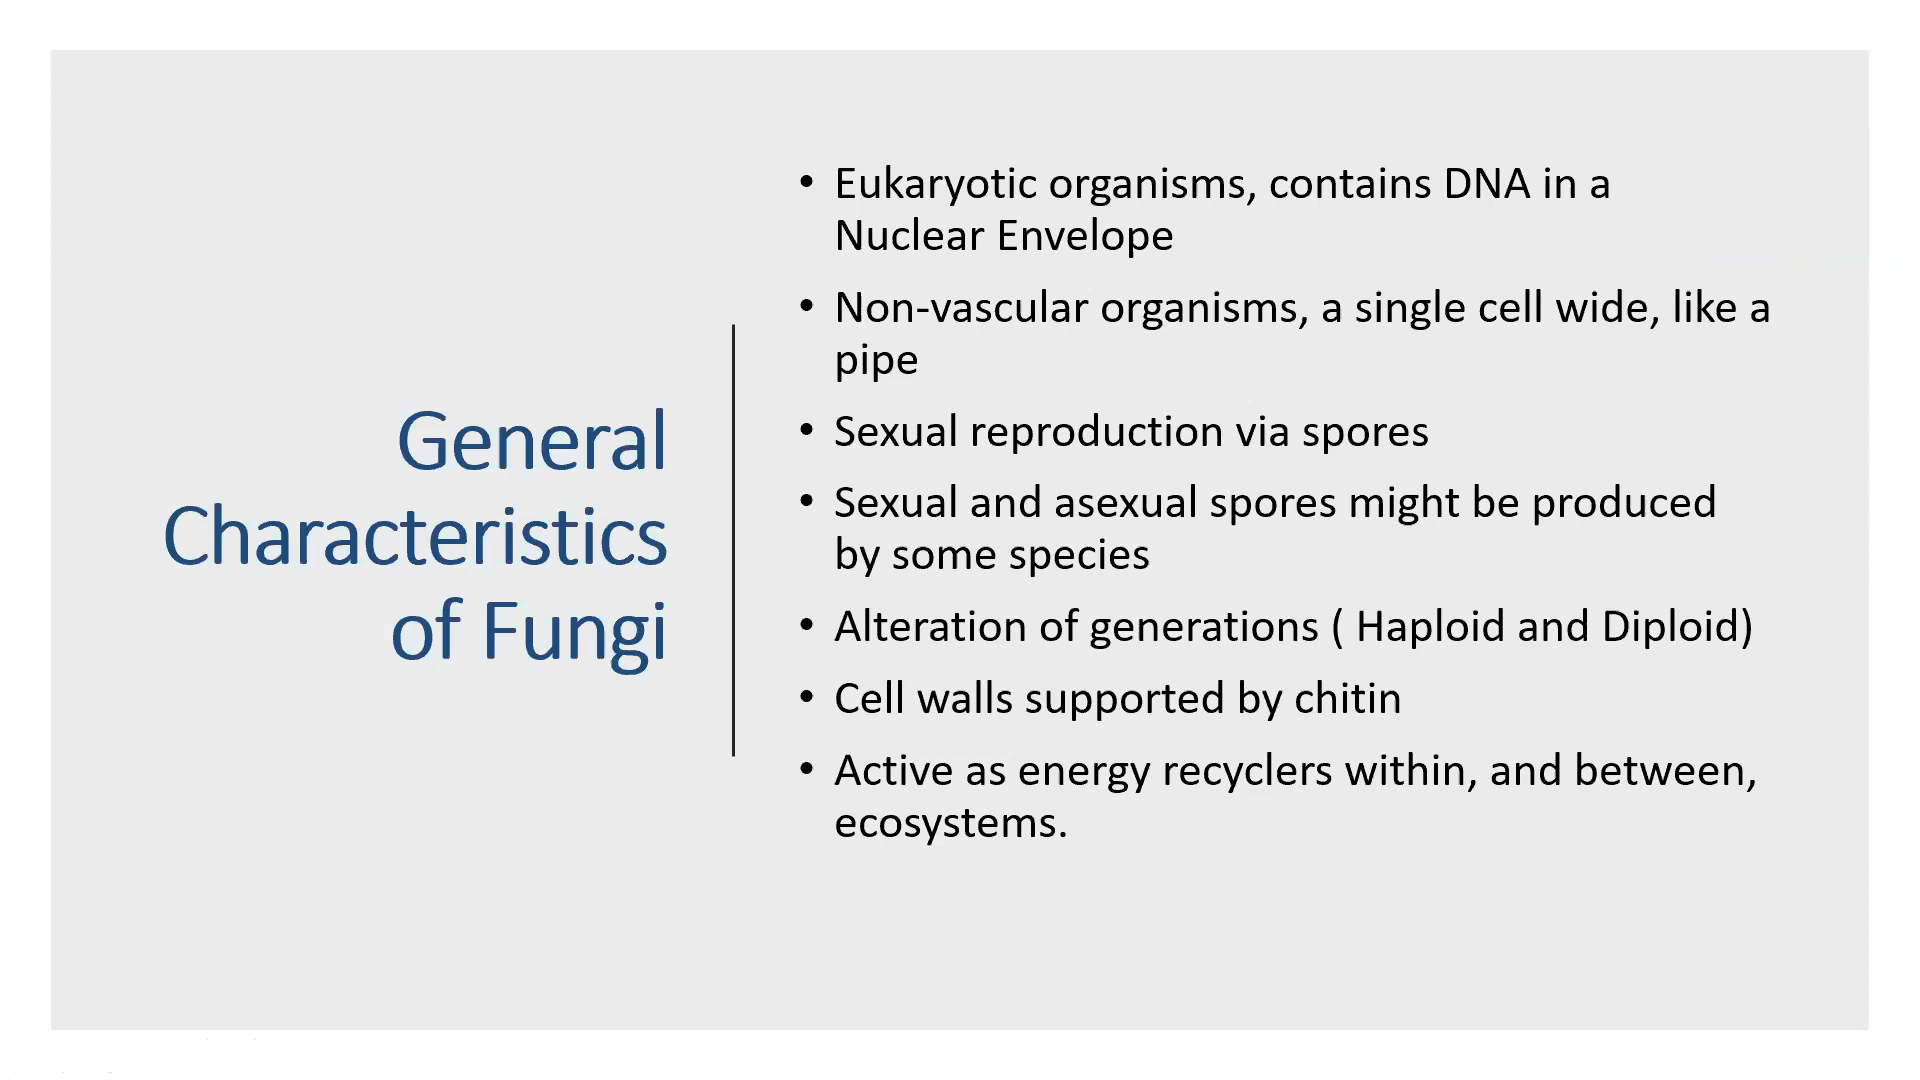 General
Characteristics
of Fungi
• Eukaryotic organisms, contains DNA in a
Nuclear Envelope
• Non-vascular organisms, a single cell wide, like a
pipe
• Sexual reproduction via spores
• Sexual and asexual spores might be produced
by some species
• Alteration of generations ( Haploid and Diploid)
• Cell walls supported by chitin
• Active as energy recyclers within, and between,
ecosystems.